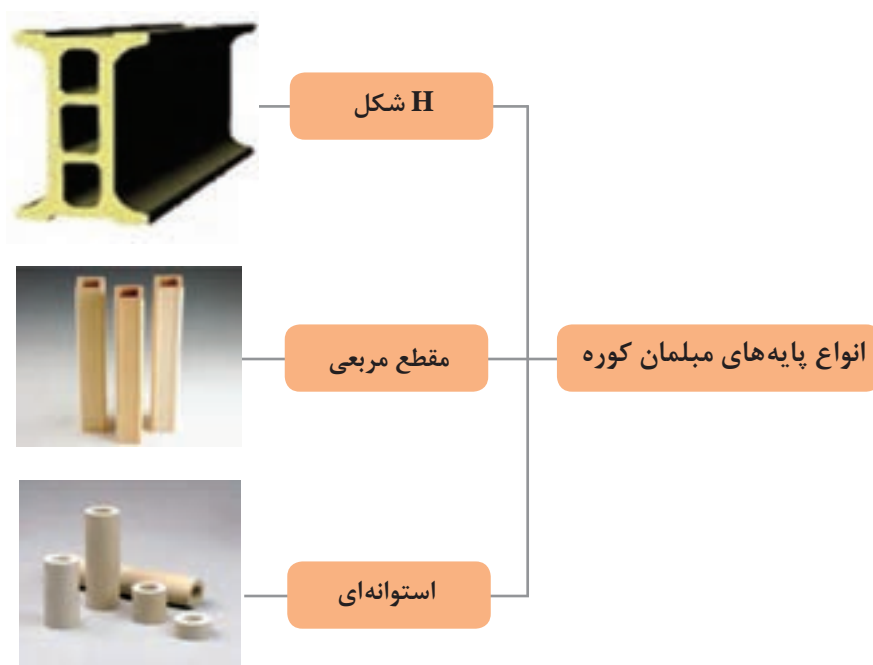 انواع پایه‌های مبلمان کوره
H شکل
مقطع مربعی
استوانه‌ای